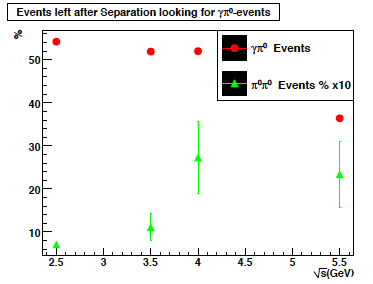 Events left after Separation looking for γπ⁰-events
%
γπ⁰ Events
π⁰π⁰ Events % x10
50
40
30
20
10
2.5 3 3.5 4 4.5 5 5.5
√s(GeV)